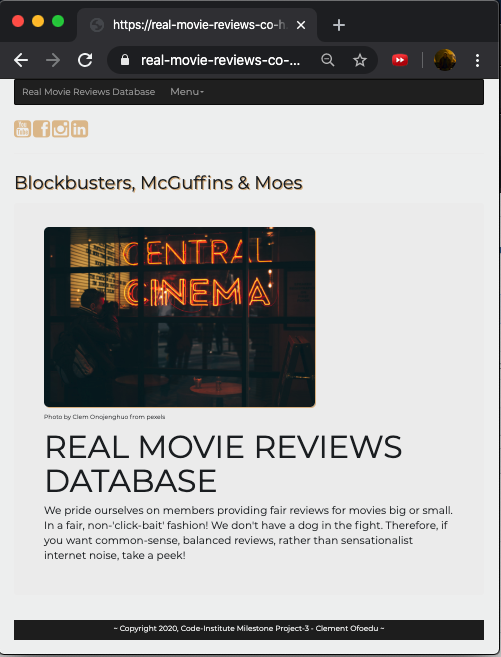 https://real-movie-reviews-co-h
real-movie-reviews-co-...
Real Movie Reviews Database Menu
You Tube
Blockbusters, McGuffins & Moes
CENTRAL
CINEMA
Photo by Clem Onojenghuo from pexels
REAL MOVIE REVIEWS
DATABASE
We pride ourselves on members providing fair reviews for movies big or small.
In a fair, non-'click-bait' fashion! We don't have a dog in the fight. Therefore, if
you want common-sense, balanced reviews, rather than sensationalist
internet noise, take a peek!
~ Copyright 2020, Code-Institute Milestone Project-3 - Clement Ofoedu ~